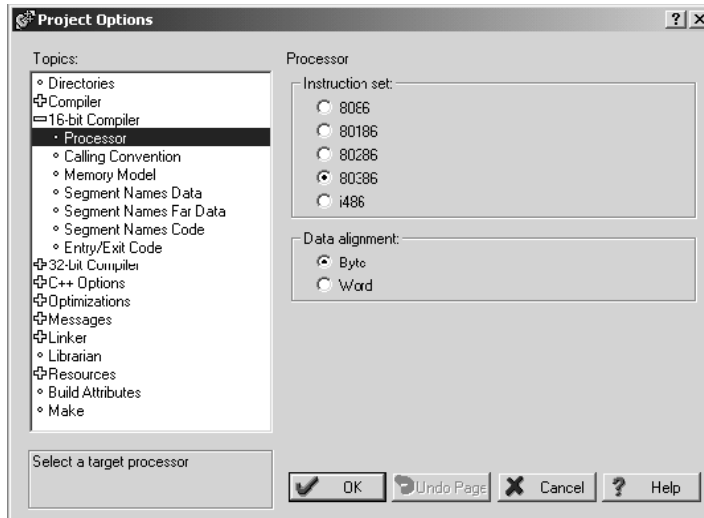 Project Options
Topics:
Directories
Compiler
16-bit Compiler
Processor
Calling Convention
Memory Model
Segment Names Data
Segment Names Far Data
Segment Names Code
Entry/Exit Code
32-bit Compiler
C++ Options
Optimizations
Messages
Linker
Librarian
Resources
Build Attributes
Make
Select a target processor
Processor
Instruction set:
8086
80186
80286
80386
i486
Data alignment:
Byte
Word
OK
Undo Page
Cancel
? Help